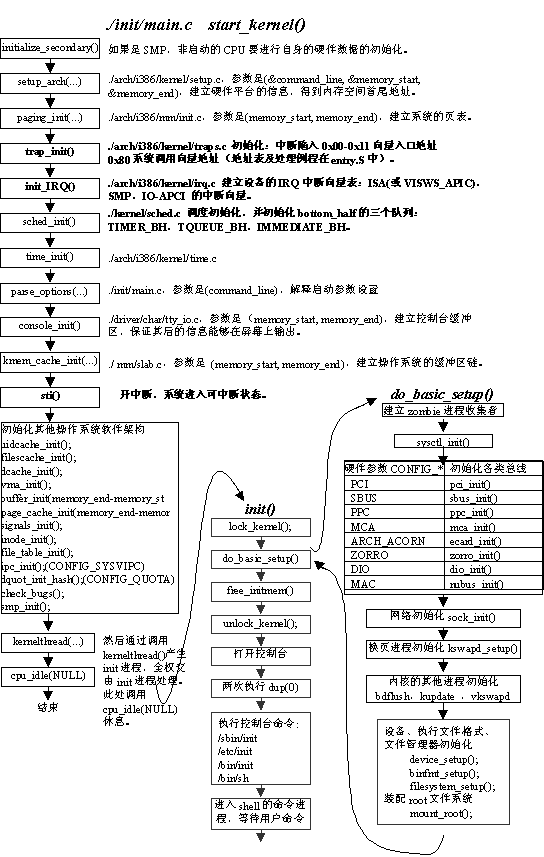 ./init/main.c start_kernel()
initialize_secondary()
如果是 SMP，非启动的 CPU 要进行自身的硬件数据的初始化。
setup_arch(...)
./arch/i386/kernel/setup.c，参数是(&command_line, &memory_start,
&memory_end)，建立硬件平台的信息，得到内存空间首尾地址。
paging_init(...)
./arch/i386/mm/init.c，参数是(memory_start, memory_end)，建立系统的页表。
trap_init()
./arch/i386/kernel/traps.c 初始化：中断陷入 0x00-0x11 向量入口地址
0x80 系统调用向量地址（地址表及处理例程在 entry.S 中）。
init_IRQ()
./arch/i386/kernel/irq.c 建立设备的 IRQ 中断向量表：ISA(或 VISWS_APIC)，
SMP，IO-APCI 的中断向量。
sched_init()
./kernel/sched.c 调度初始化，并初始化 bottom_half 的三个队列：
TIMER_BH，TQUEUE_BH，IMMEDIATE_BH。
time_init()
./arch/i386/kernel/time.c
parse_options(...)
./init/main.c，参数是(command_line)，解释启动参数设置
console_init()
./driver/char/tty_io.c，参数是（memory_start, memory_end)，建立控制台缓冲
区，保证其后的信息能够在屏幕上输出。
kmem_cache_init(...)
./ mm/slab.c，参数是 (memory_start, memory_end)，建立操作系统的缓冲区链。
sti()
开中断，系统进入可中断状态。
初始化其他操作系统软件架构
uidcache_init();
filescache_init();
dcache_init();
vma_init();
buffer_init(memory_end-memory_st
page_cache_init(memory_end-memor
signals_init();
inode_init();
file_table_init();
ipc_init();(CONFIG_SYSVIPC)
dquot_init_hash();(CONFIG_QUOTA)
check_bugs();
smp_init();
kernelthread(...)
cpu_idle(NULL)
结束
然后通过调用
kernelthread()产生
init 进程，全权交
由 init 进程处理。
此处调用
cpu_idle(NULL)
休息。
init()
lock_kernel();
do_basic_setup()
free_initmem()
unlock_kernel();
打开控制台
两次执行 dup(0)
执行控制台命令：
/sbin/init
/etc/init
/bin/init
/bin/sh
进入 shell 的命令进
程，等待用户命令
do_basic_setup()
建立 zombie 进程收集者
sysctl_init()
硬件参数 CONFIG_* 初始化各类总线
PCI pci_init()
SBUS sbus_init()
PPC ppc_init()
MCA mca_init()
ARCH_ACORN ecard_init()
ZORRO zorro_init()
DIO dio_init()
MAC nubus_init()
网络初始化 sock_init()
换页进程初始化 kswapd_setup()
内核的其他进程初始化
bdflush，kupdate ，vkswapd
设备、执行文件格式、
文件管理器初始化
device_setup();
binfmt_setup();
filesystem_setup();
装配 root 文件系统
mount_root();